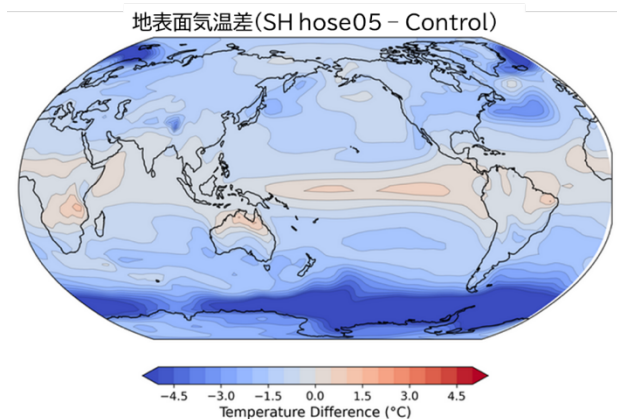 地表面気温差(SH hose05 – Control)
−4.5 −3.0 −1.5 0.0 1.5 3.0 4.5
Temperature Difference (°C)